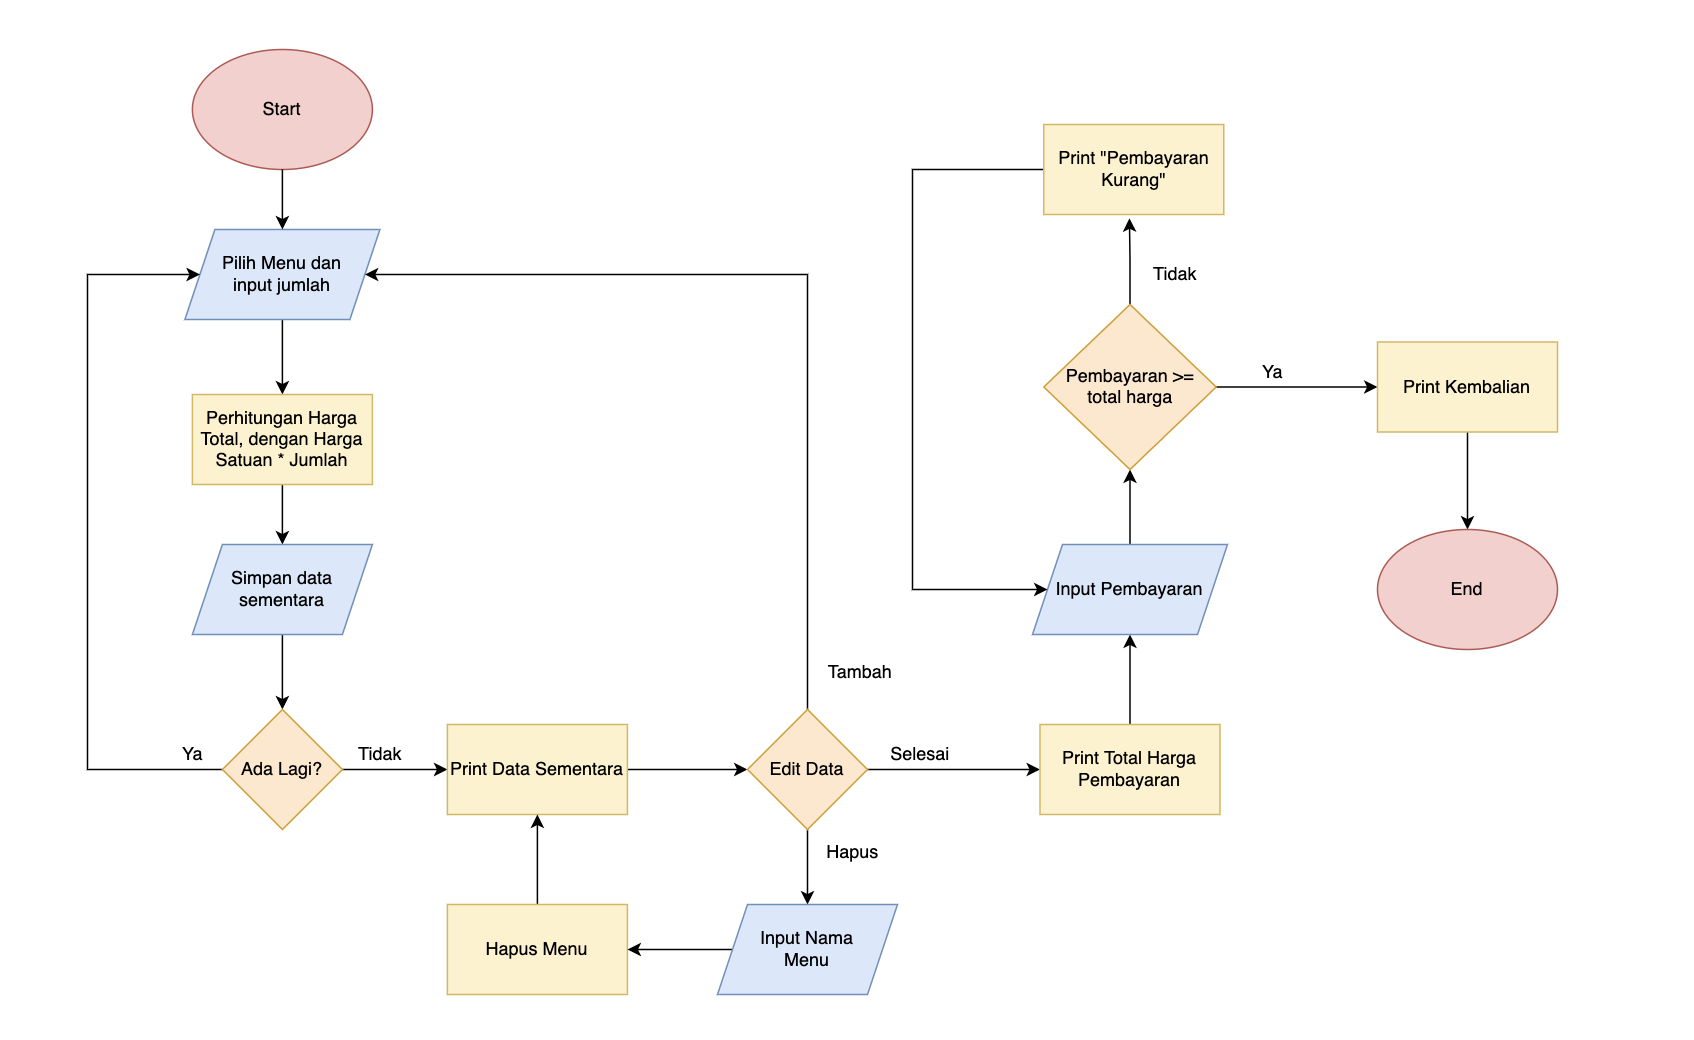 Start
Pilih Menu dan
input jumlah
Perhitungan Harga
Total, dengan Harga
Satuan * Jumlah
Simpan data
sementara
Ada Lagi?
Ya
Tidak
Print Data Sementara
Edit Data
Tambah
Hapus
Input Nama
Menu
Hapus Menu
Selesai
Print Total Harga
Pembayaran
Input Pembayaran
Pembayaran >=
total harga
Tidak
Print "Pembayaran
Kurang"
Ya
Print Kembalian
End